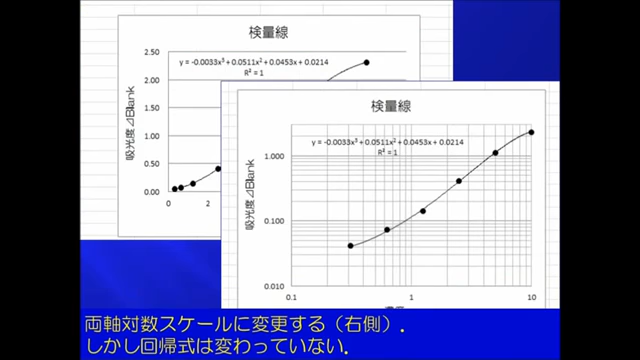 検量線
y = -0.0033x³ + 0.0511x² + 0.0453x + 0.0214
R² = 1
2.50
2.00
1.50
1.00
0.50
0.00
2
吸光度⊿Blank
検量線
y = -0.0033x³ + 0.0511x² + 0.0453x + 0.0214
R² = 1
1.000
0.100
0.010
0.1
1
10
吸光度⊿Blank
両軸対数スケールに変更する（右側）．
しかし回帰式は変わっていない．